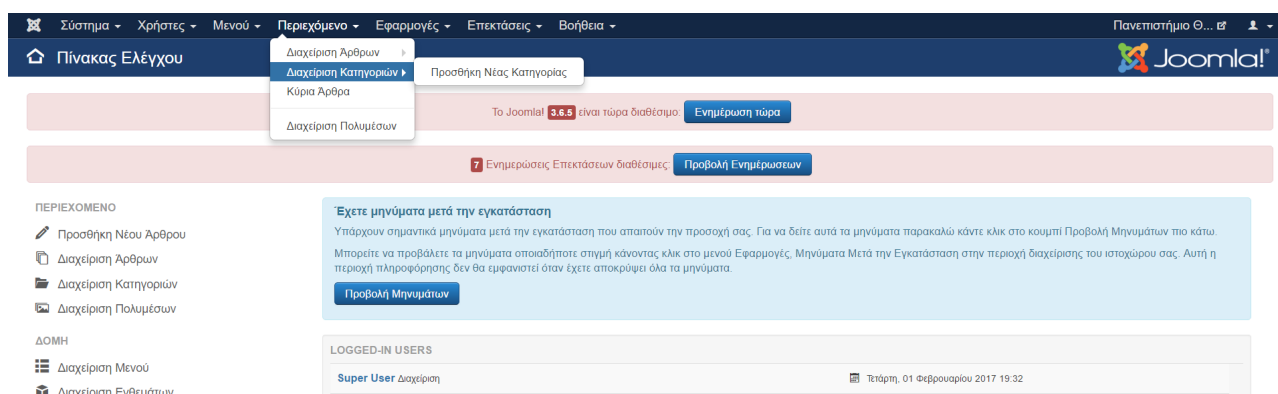 Σύστημα Χρήστες Μενού Περιεχόμενο Εφαρμογές Επεκτάσεις Βοήθεια Πανεπιστήμιο Θ...
Πίνακας Ελέγχου Joomla!®
Διαχείριση Άρθρων
Διαχείριση Κατηγοριών Προσθήκη Νέας Κατηγορίας
Κύρια Άρθρα
Διαχείριση Πολυμέσων
Το Joomla! 3.6.5 είναι τώρα διαθέσιμο: Ενημέρωση τώρα
7 Ενημερώσεις Επεκτάσεων διαθέσιμες: Προβολή Ενημέρωσεων
ΠΕΡΙΕΧΟΜΕΝΟ
Προσθήκη Νέου Άρθρου
Διαχείριση Άρθρων
Διαχείριση Κατηγοριών
Διαχείριση Πολυμέσων
ΔΟΜΗ
Διαχείριση Μενού
Διαχείριση Ενθεμάτων
Έχετε μηνύματα μετά την εγκατάσταση
Υπάρχουν σημαντικά μηνύματα μετά την εγκατάσταση που απαιτούν την προσοχή σας. Για να δείτε αυτά τα μηνύματα παρακαλώ κάντε κλικ στο κουμπί Προβολή Μηνυμάτων πιο κάτω.
Μπορείτε να προβάλετε τα μηνύματα οποιαδήποτε στιγμή κάνοντας κλικ στο μενού Εφαρμογές, Μηνύματα Μετά την Εγκατάσταση στην περιοχή διαχείρισης του ιστοχώρου σας. Αυτή η
περιοχή πληροφόρησης δεν θα εμφανιστεί όταν έχετε αποκρύψει όλα τα μηνύματα.
Προβολή Μηνυμάτων
LOGGED-IN USERS
Super User Διαχείριση Τετάρτη, 01 Φεβρουαρίου 2017 19:32